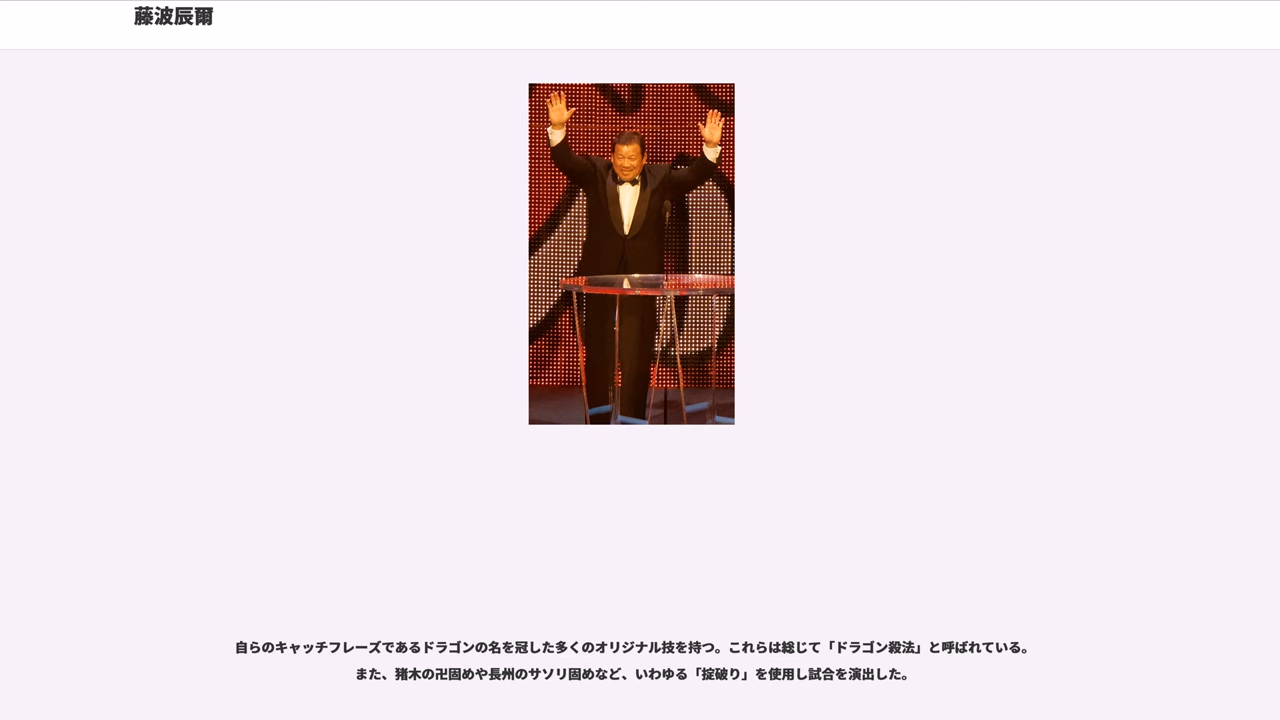 藤波辰爾
自らのキャッチフレーズであるドラゴンの名を冠した多くのオリジナル技を持つ。これらは総じて「ドラゴン殺法」と呼ばれている。
また、猪木の卍固めや長州のサソリ固めなど、いわゆる「掟破り」を使用し試合を演出した。